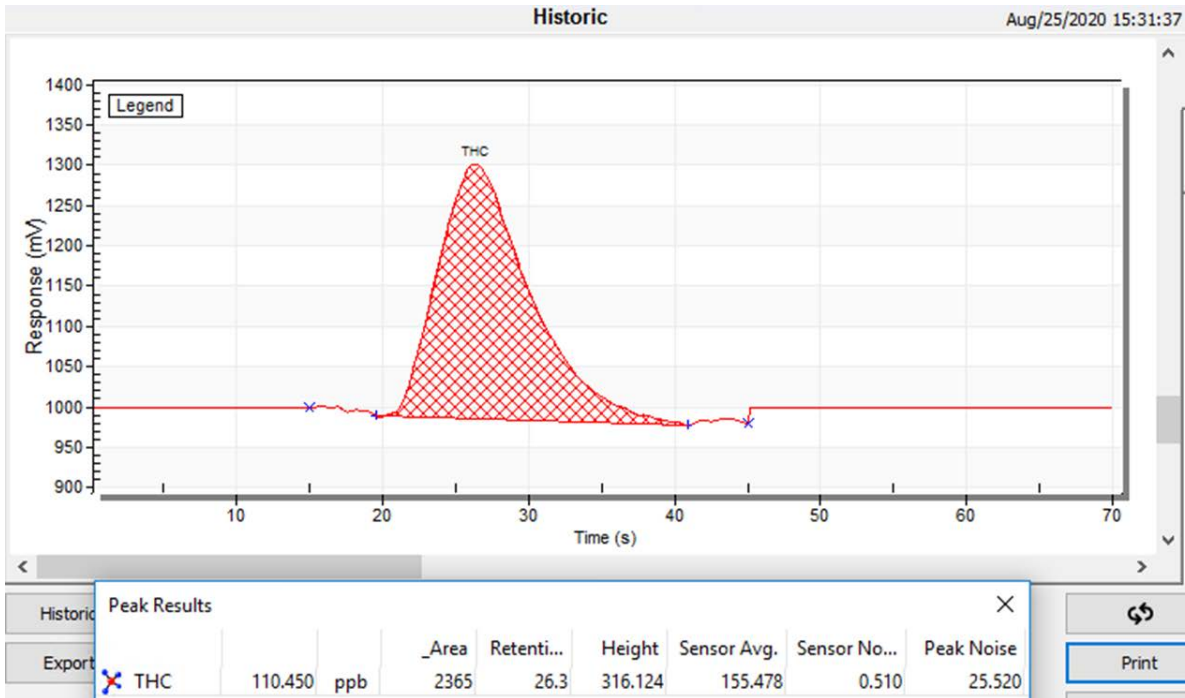 Historic
Aug/25/2020 15:31:37
1400
Legend
1350
THC
1300
1250
1200
1150
1100
1050
1000
950
900
Response (mV)
10 20 30 40 50 60 70
Time (s)
Historic
Export
Peak Results
_Area Retenti... Height Sensor Avg. Sensor No... Peak Noise
THC 110.450 ppb 2365 26.3 316.124 155.478 0.510 25.520
Print